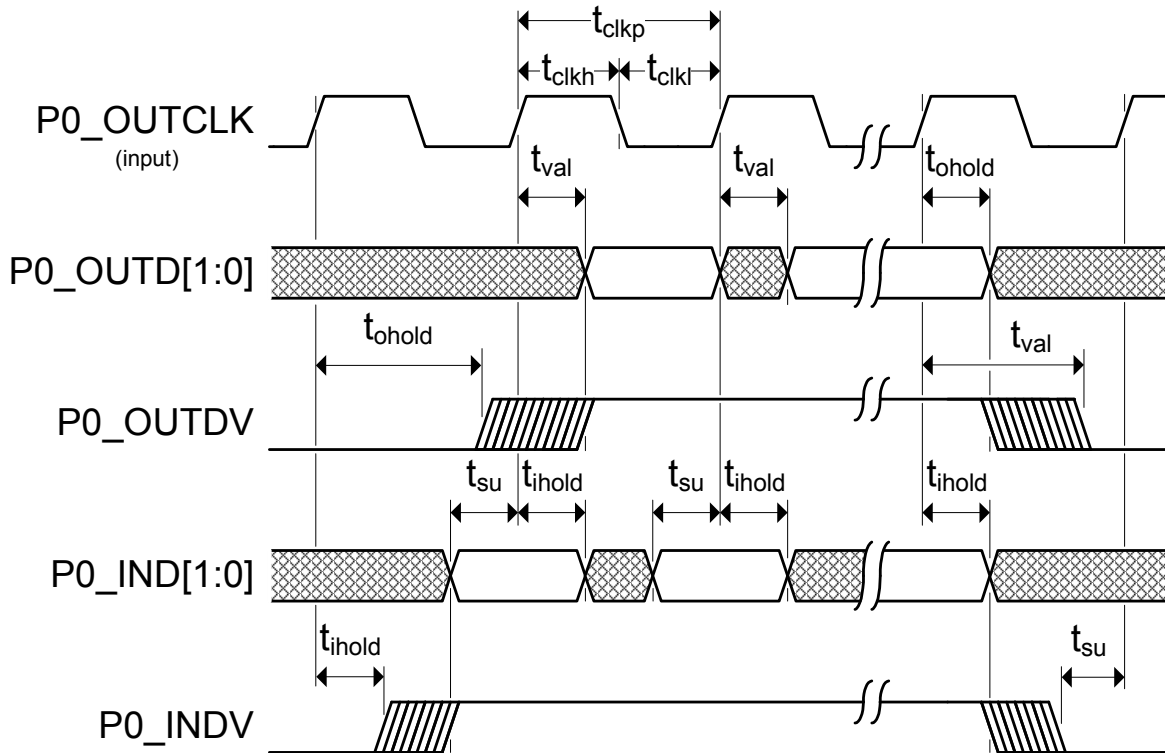 tclkp
tclkh tclkl
P0_OUTCLK
(input)
tval tval tohold
P0_OUTD[1:0]
tohold tval
P0_OUTDV
tsu tihold tsu tihold tihold
P0_IND[1:0]
tihold tsu
P0_INDV